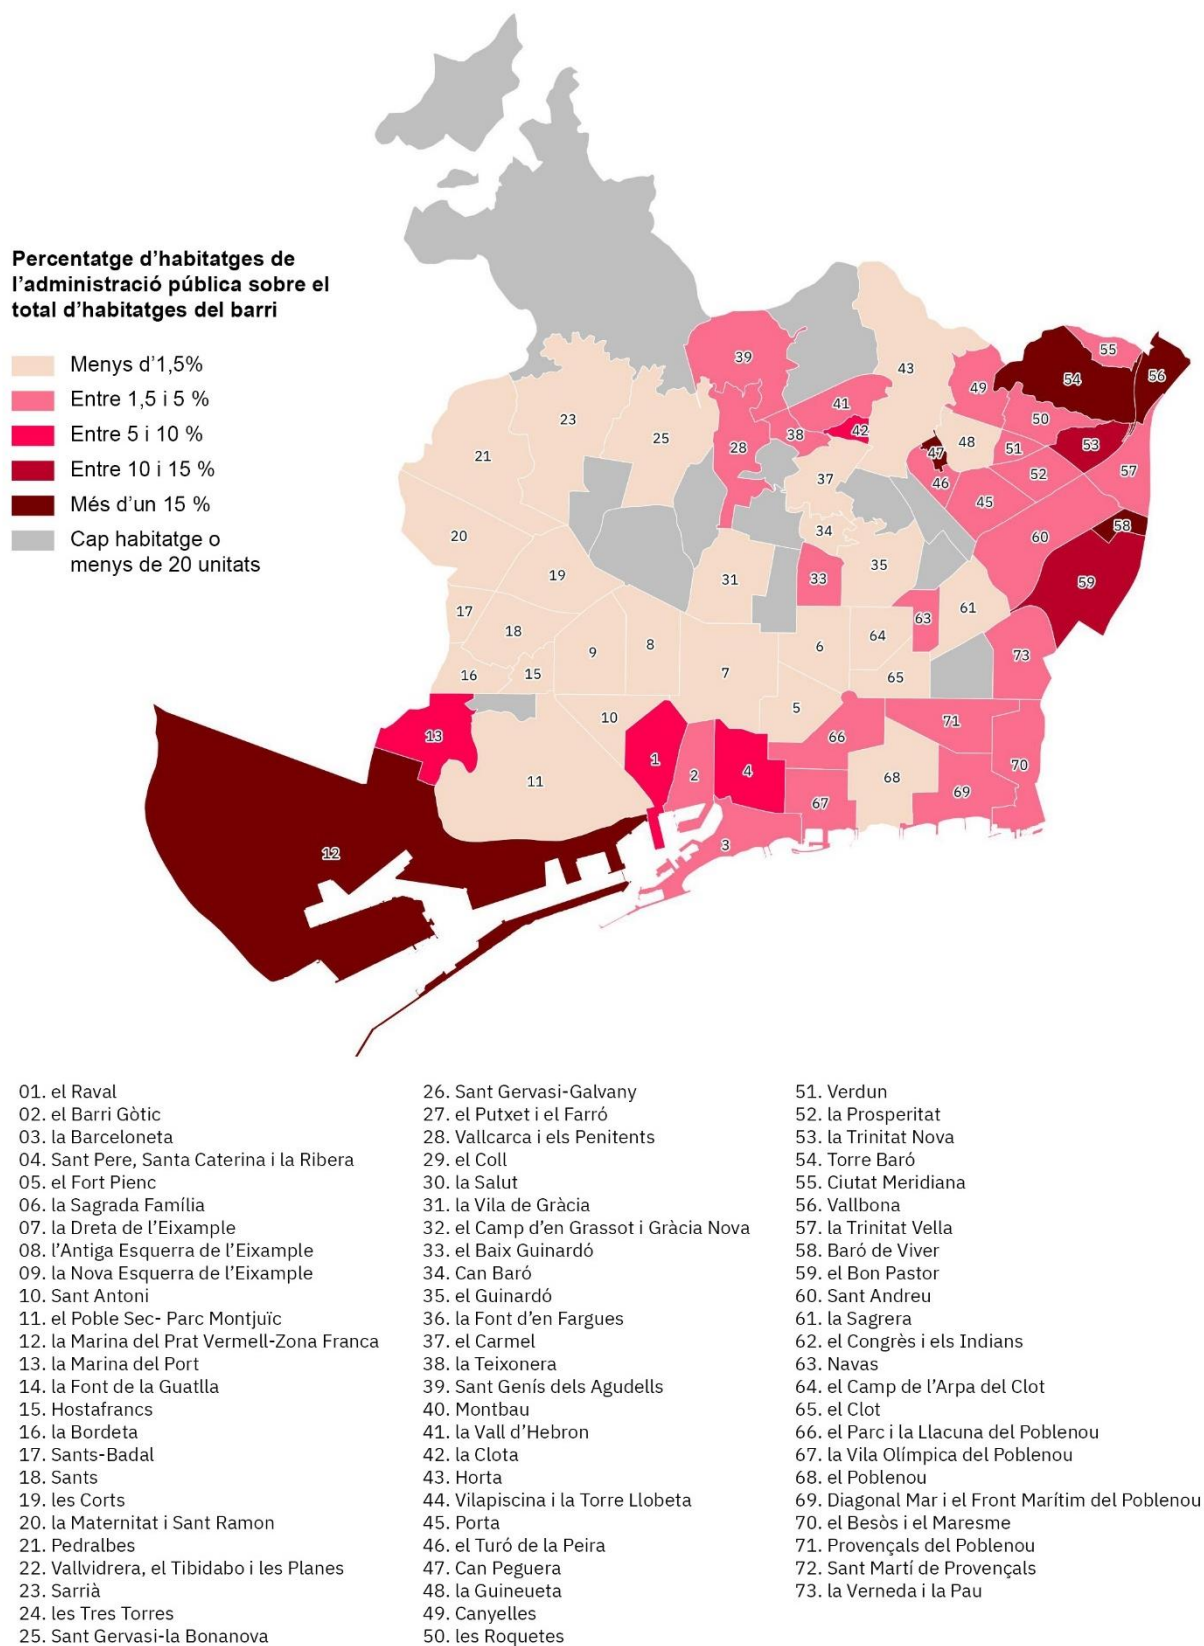 Percentatge d'habitatges de
l'administració pública sobre el
total d'habitatges del barri
Menys d'1,5%
Entre 1,5 i 5 %
Entre 5 i 10 %
Entre 10 i 15 %
Més d'un 15 %
Cap habitatge o
menys de 20 unitats
39
43
55
56
54
49
23
41
50
25
42
38
28
48
53
51
21
47
57
52
37
46
45
58
20
34
60
35
19
31
33
59
17
61
63
18
64
6
8
9
73
16
15
7
65
5
10
71
13
66
1
70
4
2
11
68
69
67
3
12
01. el Raval
02. el Barri Gòtic
03. la Barceloneta
04. Sant Pere, Santa Caterina i la Ribera
05. el Fort Pienc
06. la Sagrada Família
07. la Dreta de l'Eixample
08. l'Antiga Esquerra de l'Eixample
09. la Nova Esquerra de l'Eixample
10. Sant Antoni
11. el Poble Sec- Parc Montjuïc
12. la Marina del Prat Vermell-Zona Franca
13. la Marina del Port
14. la Font de la Guatlla
15. Hostafrancs
16. la Bordeta
17. Sants-Badal
18. Sants
19. les Corts
20. la Maternitat i Sant Ramon
21. Pedralbes
22. Vallvidrera, el Tibidabo i les Planes
23. Sarrià
24. les Tres Torres
25. Sant Gervasi-la Bonanova
26. Sant Gervasi-Galvany
27. el Putxet i el Farró
28. Vallcarca i els Penitents
29. el Coll
30. la Salut
31. la Vila de Gràcia
32. el Camp d'en Grassot i Gràcia Nova
33. el Baix Guinardó
34. Can Baró
35. el Guinardó
36. la Font d'en Fargues
37. el Carmel
38. la Teixonera
39. Sant Genís dels Agudells
40. Montbau
41. la Vall d'Hebron
42. la Clota
43. Horta
44. Vilapiscina i la Torre Llobeta
45. Porta
46. el Turó de la Peira
47. Can Peguera
48. la Guineueta
49. Canyelles
50. les Roquetes
51. Verdun
52. la Prosperitat
53. la Trinitat Nova
54. Torre Baró
55. Ciutat Meridiana
56. Vallbona
57. la Trinitat Vella
58. Baró de Viver
59. el Bon Pastor
60. Sant Andreu
61. la Sagrera
62. el Congrès i els Indians
63. Navas
64. el Camp de l'Arpa del Clot
65. el Clot
66. el Parc i la Llacuna del Poblenou
67. la Vila Olímpica del Poblenou
68. el Poblenou
69. Diagonal Mar i el Front Marítim del Poblenou
70. el Besòs i el Maresme
71. Provençals del Poblenou
72. Sant Martí de Provençals
73. la Verneda i la Pau